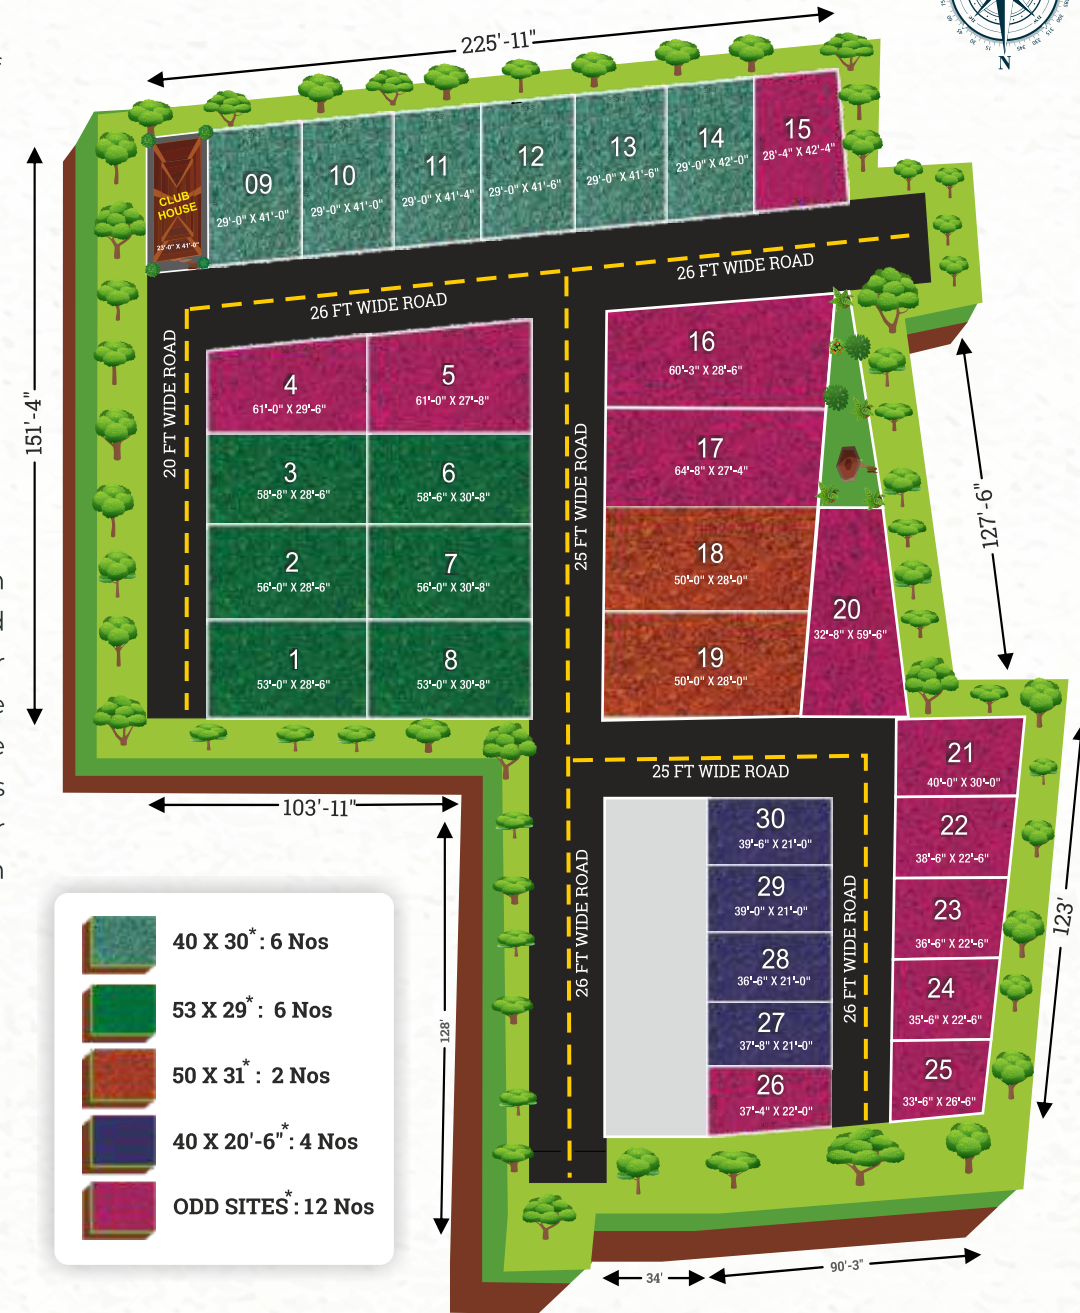 N
225'-11"
151'-4"
CLUB
HOUSE
23'-0" X 41'-0"
09
29'-0" X 41'-0"
10
29'-0" X 41'-0"
11
29'-0" X 41'-4"
12
29'-0" X 41'-6"
13
29'-0" X 41'-6"
14
29'-0" X 42'-0"
15
28'-4" X 42'-4"
26 FT WIDE ROAD
26 FT WIDE ROAD
20 FT WIDE ROAD
4
61'-0" X 29'-6"
5
61'-0" X 27'-8"
3
58'-8" X 28'-6"
6
58'-6" X 30'-8"
2
56'-0" X 28'-6"
7
56'-0" X 30'-8"
1
53'-0" X 28'-6"
8
53'-0" X 30'-8"
25 FT WIDE ROAD
16
60'-3" X 28'-6"
17
64'-8" X 27'-4"
18
50'-0" X 28'-0"
19
50'-0" X 28'-0"
20
32'-8" X 59'-6"
127'-6"
25 FT WIDE ROAD
103'-11"
128'
26 FT WIDE ROAD
30
39'-6" X 21'-0"
29
39'-0" X 21'-0"
28
36'-6" X 21'-0"
27
37'-8" X 21'-0"
26
37'-4" X 22'-0"
26 FT WIDE ROAD
21
40'-0" X 30'-0"
22
38'-6" X 22'-6"
23
36'-6" X 22'-6"
24
35'-6" X 22'-6"
25
33'-6" X 26'-6"
123'
34'
90'-3"
40 X 30*: 6 Nos
53 X 29*: 6 Nos
50 X 31*: 2 Nos
40 X 20'-6"*: 4 Nos
ODD SITES*: 12 Nos